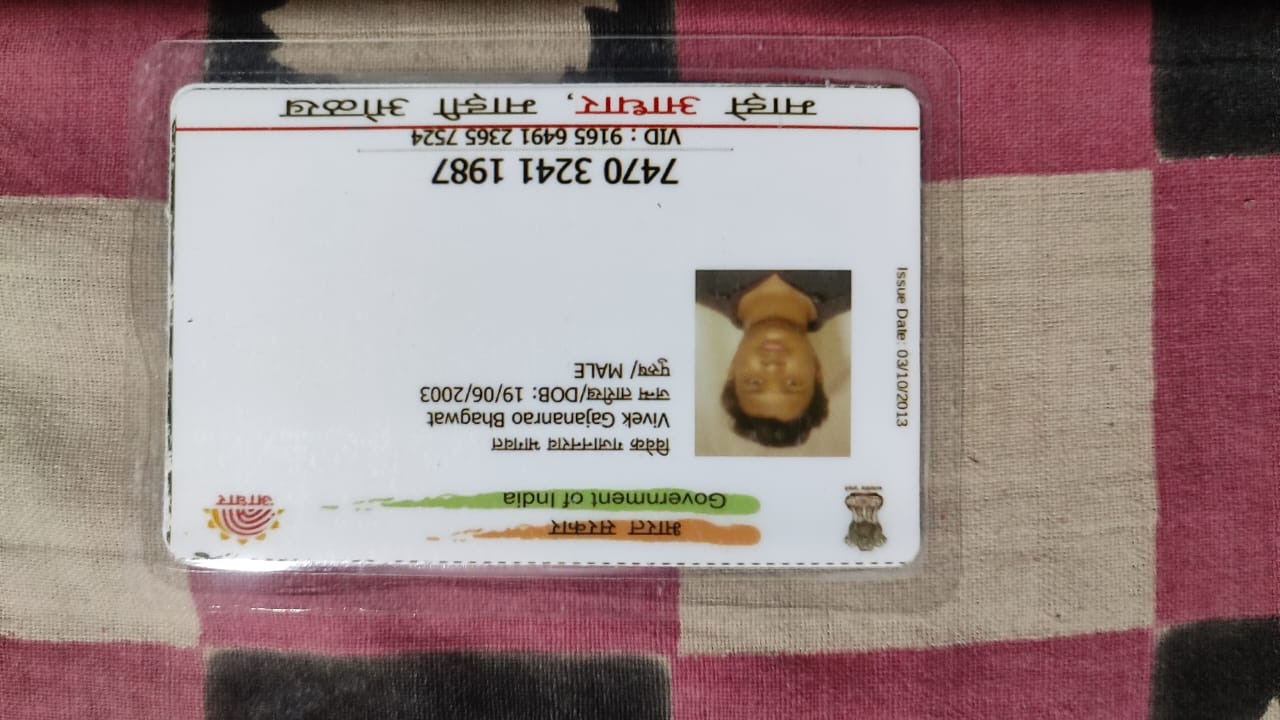 भारत सरकार
Government of India
आधार
विवेक गजाननराव भागवत
Vivek Gajananrao Bhagwat
जन्म तारीख/DOB: 19/06/2003
पुरुष/ MALE
Issue Date: 03/10/2013
7470 3241 1987
VID : 9165 6491 2365 7524
माझे आधार, माझी ओळख